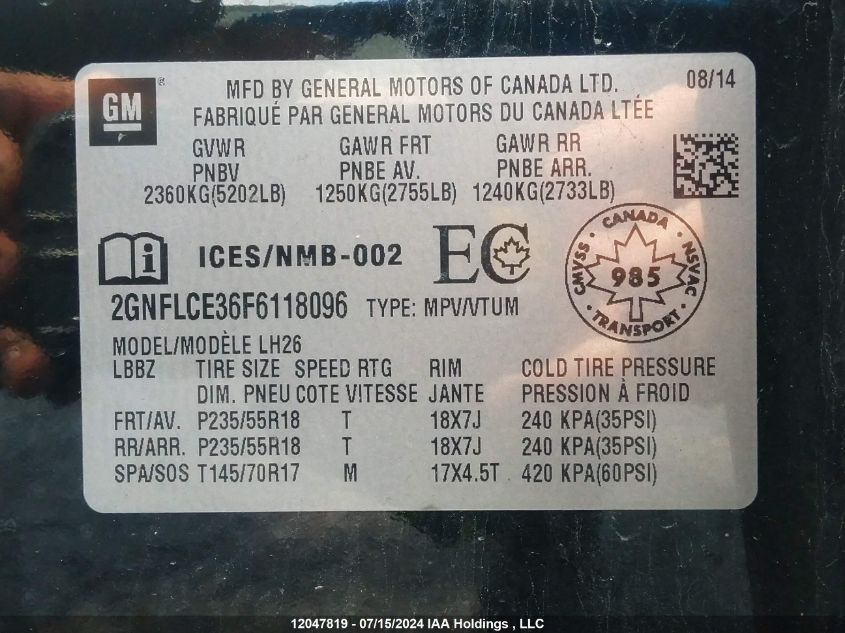 GM ®
MFD BY GENERAL MOTORS OF CANADA LTD. 08/14
FABRIQUÉ PAR GENERAL MOTORS DU CANADA LTÉE
GVWR GAWR FRT GAWR RR
PNBV PNBE AV. PNBE ARR.
2360KG(5202LB) 1250KG(2755LB) 1240KG(2733LB)
i ICES/NMB-002 EC
CANADA
CMVSS 985 NSVAC
TRANSPORT
2GNFLCE36F6118096 TYPE: MPV/VTUM
MODEL/MODÈLE LH26
LBBZ TIRE SIZE SPEED RTG RIM COLD TIRE PRESSURE
DIM. PNEU COTE VITESSE JANTE PRESSION À FROID
FRT/AV. P235/55R18 T 18X7J 240 KPA(35PSI)
RR/ARR. P235/55R18 T 18X7J 240 KPA(35PSI)
SPA/SOS T145/70R17 M 17X4.5T 420 KPA(60PSI)
12047819 - 07/15/2024 IAA Holdings , LLC